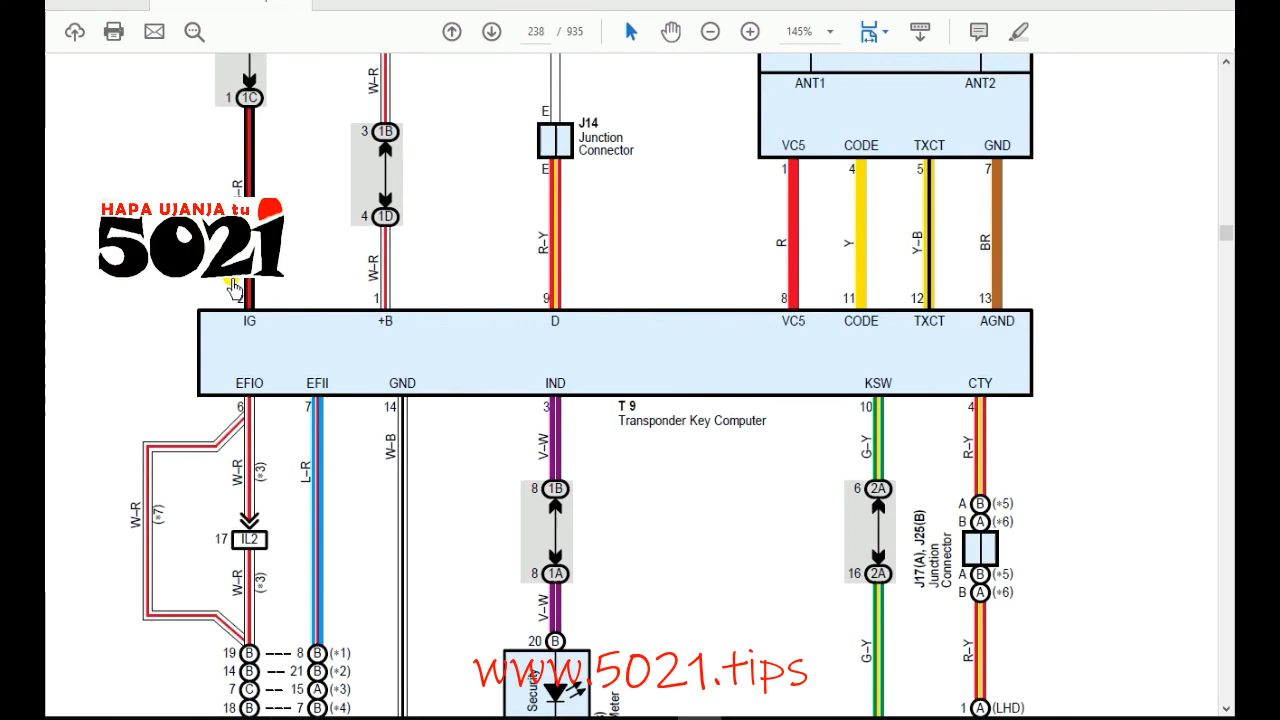 238 / 935
145%
1 1C
W–R
3 1B
4 1D
W–R
E
J14
Junction
Connector
E
R–Y
ANT1 ANT2
VC5 CODE TXCT GND
1 4 5 7
R Y Y–B BR
HAPA UJANJA tu
5021
2 1 9 8 11 12 13
IG +B D VC5 CODE TXCT AGND
EFIO EFII GND IND KSW CTY
6 7 14 3 10 4
T 9
Transponder Key Computer
W–R
(*3)
L–R
W–B
V–W
G–Y
R–Y
W–R
(*7)
17 IL2
W–R
(*3)
8 1B
8 1A
V–W
20 B
6 2A
16 2A
G–Y
A B (*5)
B A (*6)
J17(A), J25(B)
Junction
Connector
A B (*5)
B A (*6)
R–Y
19 B --- 8 B (*1)
14 B --- 21 B (*2)
7 C --- 15 A (*3)
18 B --- 7 B (*4)
Security
Meter
1 A (LHD)
www.5021.tips